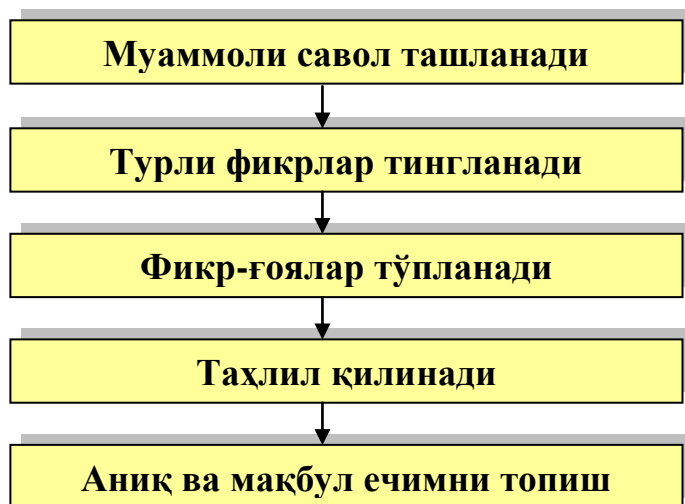 Муаммоли савол ташланади
Турли фикрлар тингланади
Фикр-ғоялар тўпланади
Таҳлил қилинади
Аниқ ва мақбул ечимни топиш